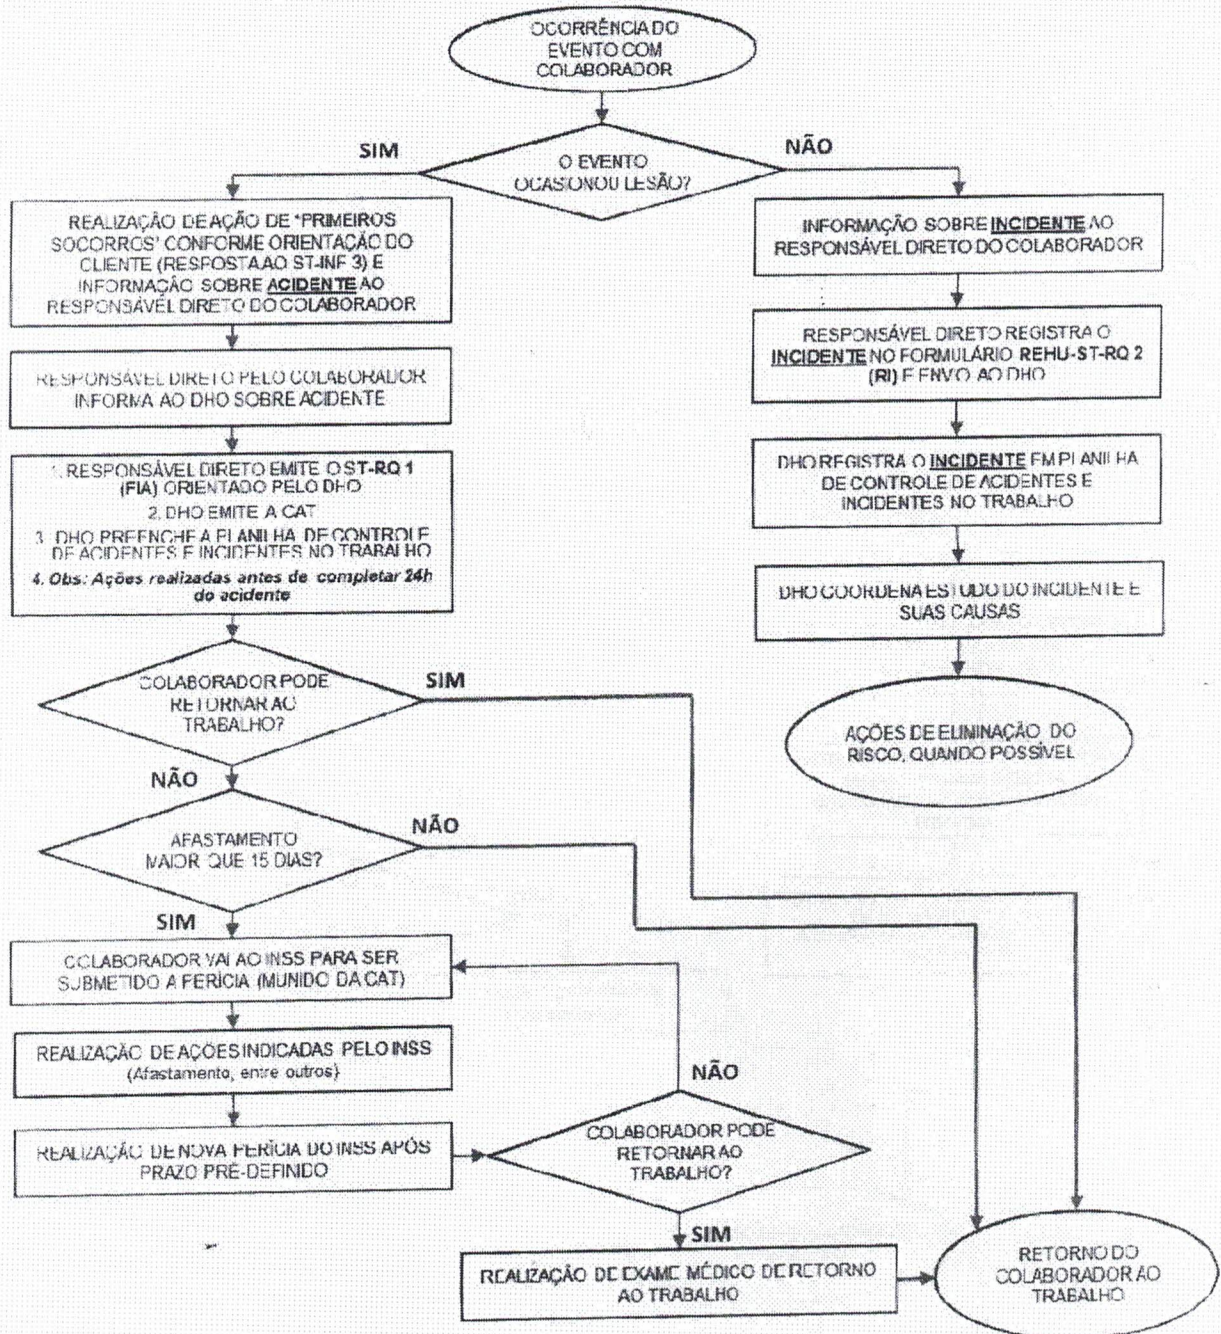 OCORRÊNCIA DO
EVENTO COM
COLABORADOR
SIM
NÃO
O EVENTO
OCASIONOU LESÃO?
REALIZAÇÃO DE AÇÃO DE "PRIMEIROS
SOCORROS" CONFORME ORIENTAÇÃO DO
CLIENTE (RESPOSTA AO ST-INF 3) E
INFORMAÇÃO SOBRE ACIDENTE AO
RESPONSÁVEL DIRETO DO COLABORADOR
RESPONSÁVEL DIRETO PELO COLABORADOR
INFORMA AO DHO SOBRE ACIDENTE
1. RESPONSÁVEL DIRETO EMITE O ST-RQ 1
(FIA) ORIENTADO PELO DHO
2. DHO EMITE A CAT
3. DHO PREENCHE A PLANILHA DE CONTROLE
DE ACIDENTES E INCIDENTES NO TRABALHO
4. Obs: Ações realizadas antes de completar 24h
do acidente
INFORMAÇÃO SOBRE INCIDENTE AO
RESPONSÁVEL DIRETO DO COLABORADOR
RESPONSÁVEL DIRETO REGISTRA O
INCIDENTE NO FORMULÁRIO REHU-ST-RQ 2
(RI) E ENVO AO DHO
DHO REGISTRA O INCIDENTE EM PLANILHA
DE CONTROLE DE ACIDENTES E
INCIDENTES NO TRABALHO
DHO COORDENA ESTUDO DO INCIDENTE E
SUAS CAUSAS
AÇÕES DE ELIMINAÇÃO DO
RISCO, QUANDO POSSÍVEL
COLABORADOR PODE
RETORNAR AO
TRABALHO?
SIM
NÃO
AFASTAMENTO
MAIOR QUE 15 DIAS?
NÃO
SIM
COLABORADOR VAI AO INSS PARA SER
SUBMETIDO A PERÍCIA (MUNIDO DA CAT)
REALIZAÇÃO DE AÇÕES INDICADAS PELO INSS
(Afastamento, entre outros)
REALIZAÇÃO DE NOVA PERÍCIA DO INSS APÓS
PRAZO PRÉ-DEFINDO
NÃO
COLABORADOR PODE
RETORNAR AO
TRABALHO?
SIM
REALIZAÇÃO DE EXAME MÉDICO DE RETORNO
AO TRABALHO
RETORNO DO
COLABORADOR AO
TRABALHO